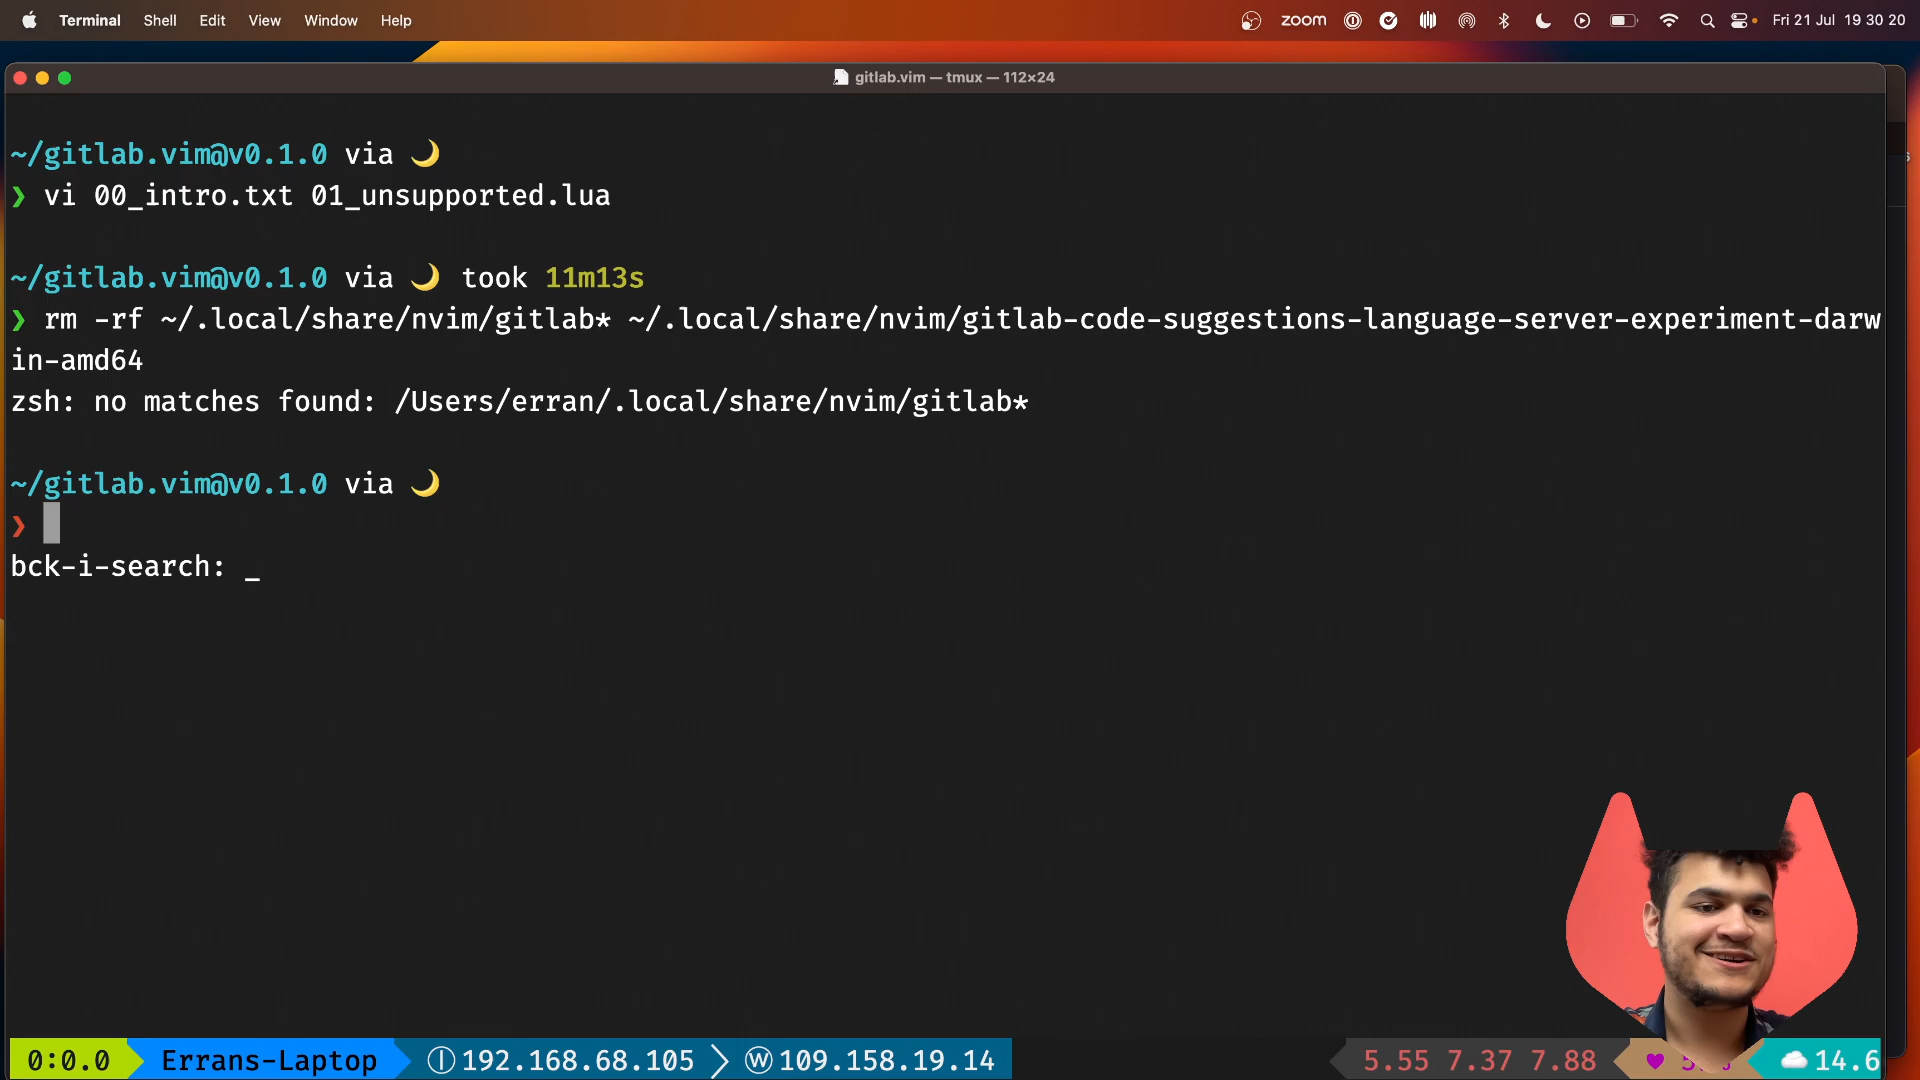 Terminal Shell Edit View Window Help zoom Fri 21 Jul 19 30 20
gitlab.vim — tmux — 112×24
~/gitlab.vim@v0.1.0 via 🌙
❯ vi 00_intro.txt 01_unsupported.lua
~/gitlab.vim@v0.1.0 via 🌙 took 11m13s
❯ rm -rf ~/.local/share/nvim/gitlab* ~/.local/share/nvim/gitlab-code-suggestions-language-server-experiment-darw
in-amd64
zsh: no matches found: /Users/erran/.local/share/nvim/gitlab*
~/gitlab.vim@v0.1.0 via 🌙
❯
bck-i-search: _
0:0.0 Errans-Laptop Ⓘ 192.168.68.105 Ⓦ 109.158.19.14 5.55 7.37 7.88 ♥ ☁ 14.6